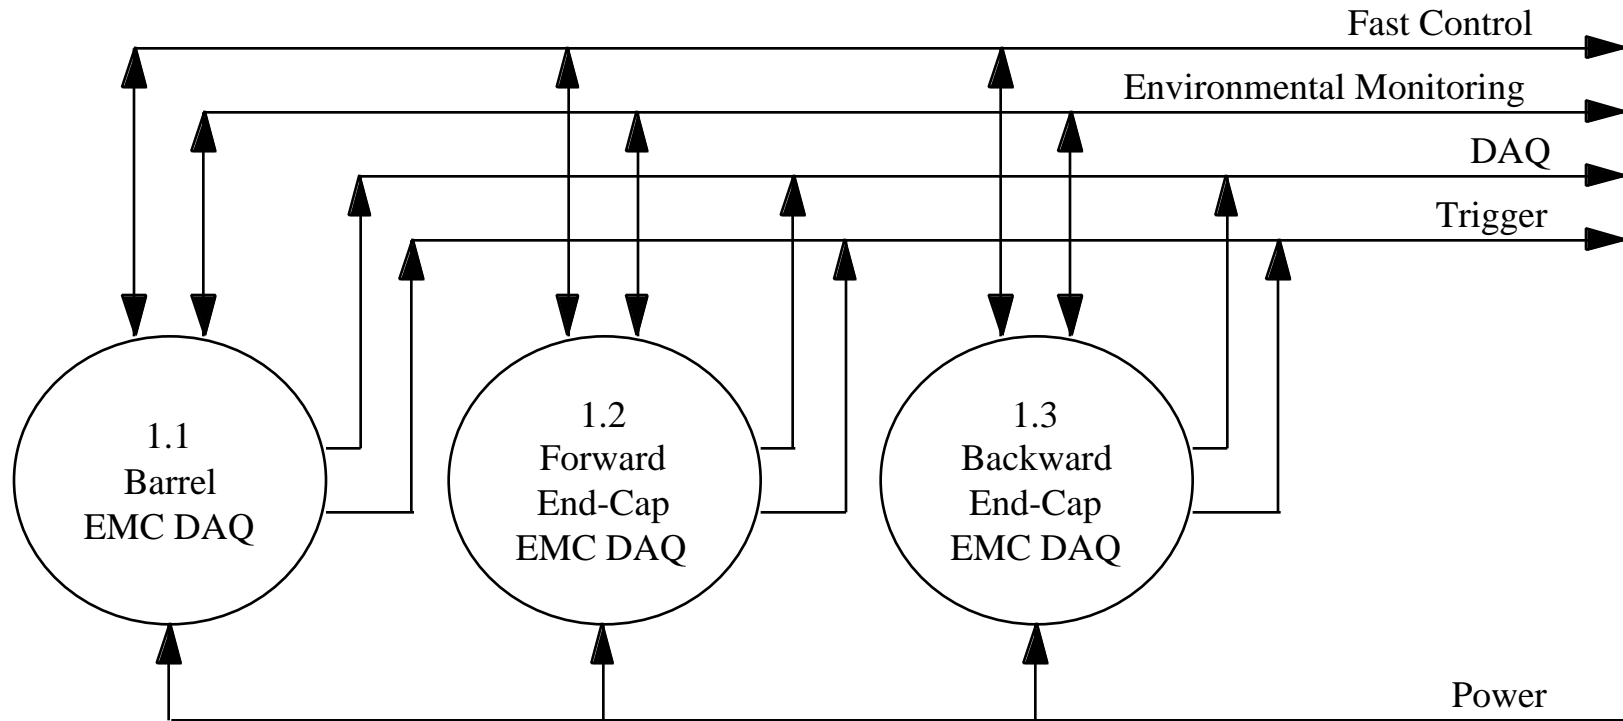 Fast Control
Environmental Monitoring
DAQ
Trigger
1.1
Barrel
EMC DAQ
1.2
Forward
End-Cap
EMC DAQ
1.3
Backward
End-Cap
EMC DAQ
Power